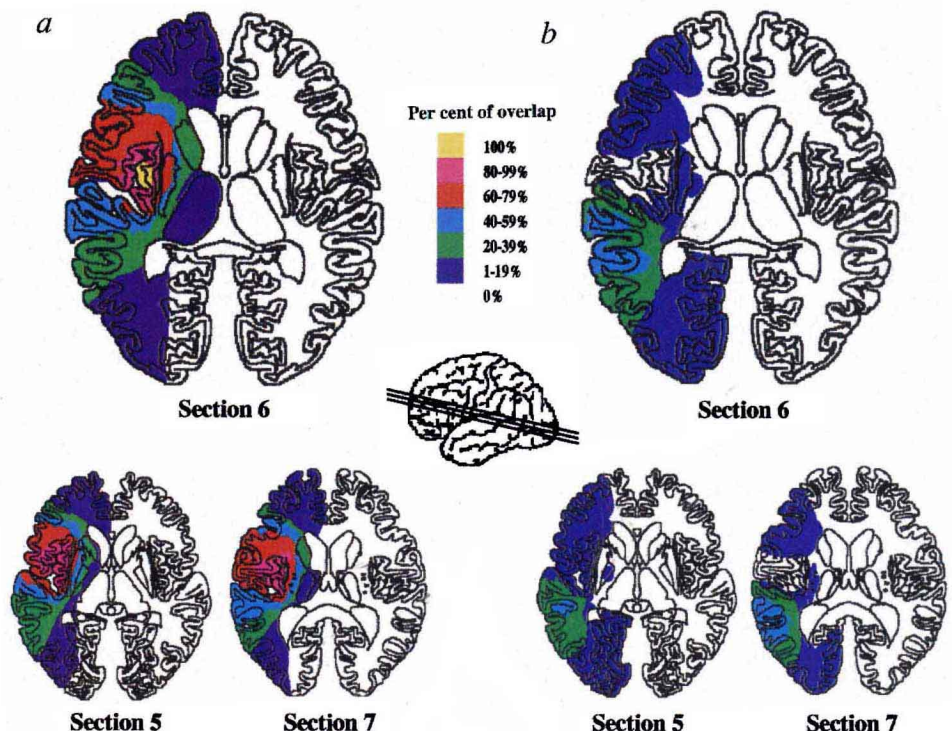 a
b
Per cent of overlap
100%
80-99%
60-79%
40-59%
20-39%
1-19%
0%
Section 6
Section 6
Section 5
Section 7
Section 5
Section 7